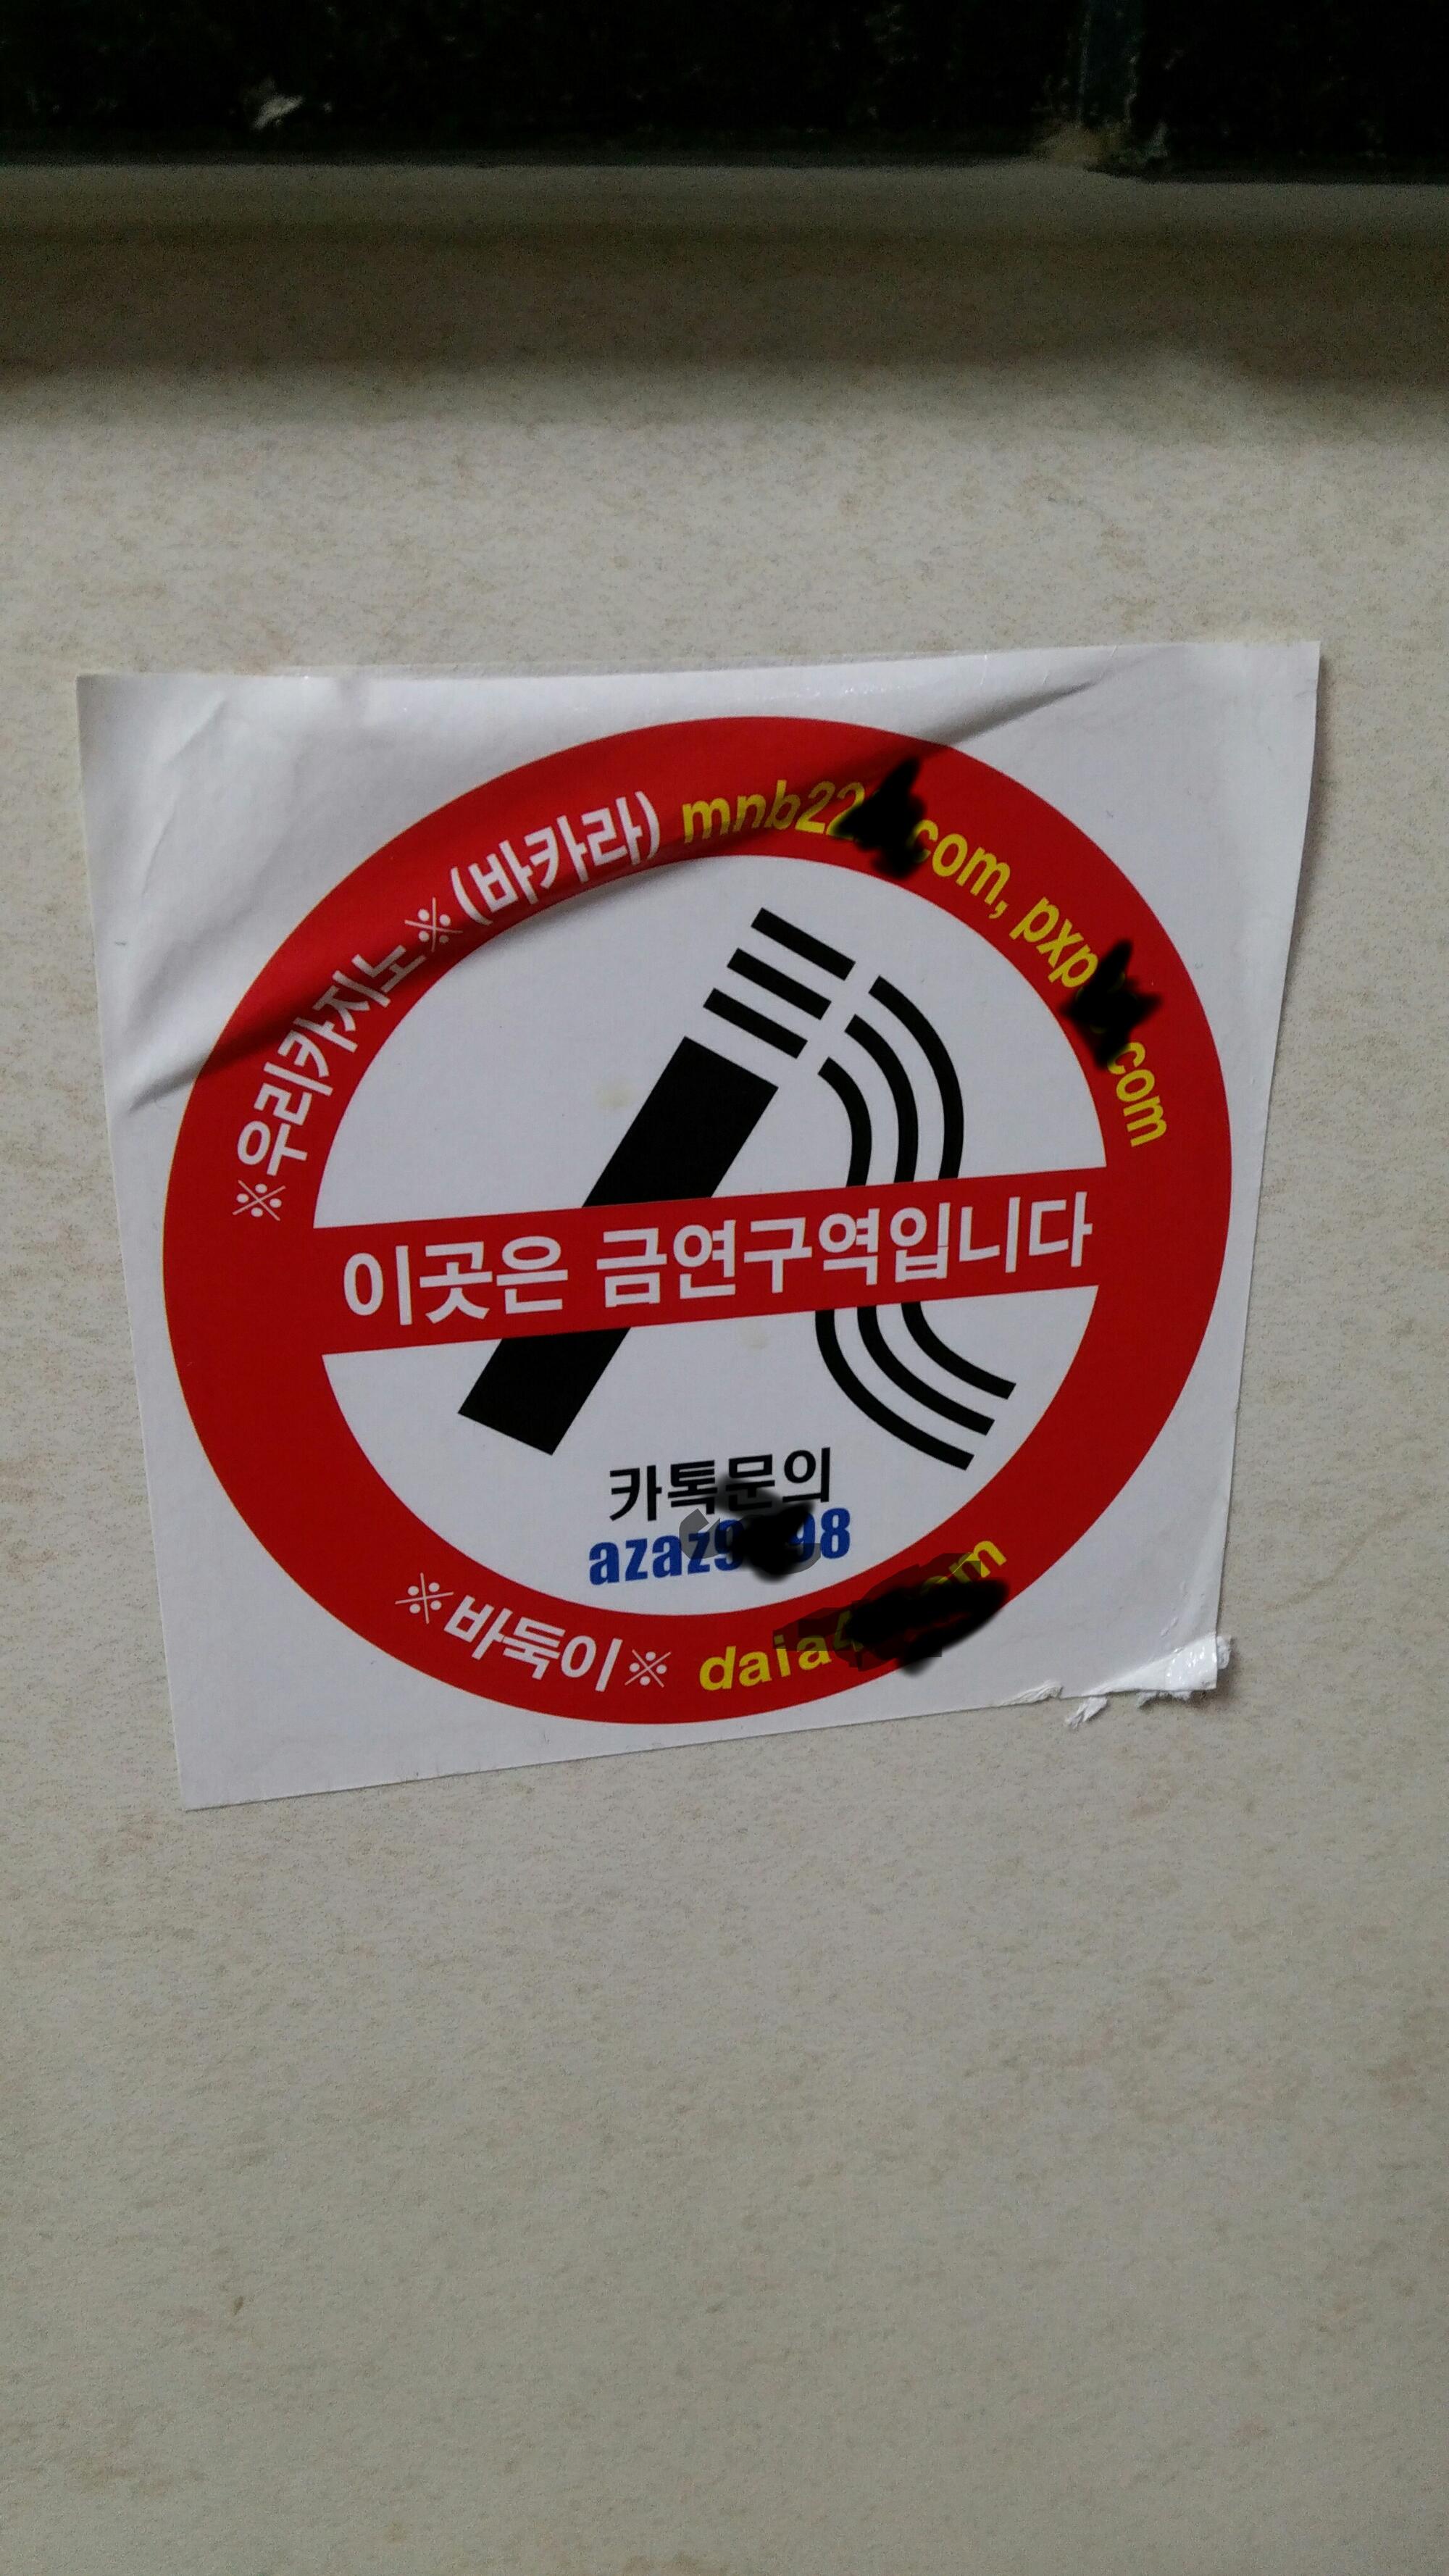 ※우리카지노※(바카라) mnb22 com, pxp com
이곳은 금연구역입니다
카톡문의
azaz9 98
※바둑이※ daia